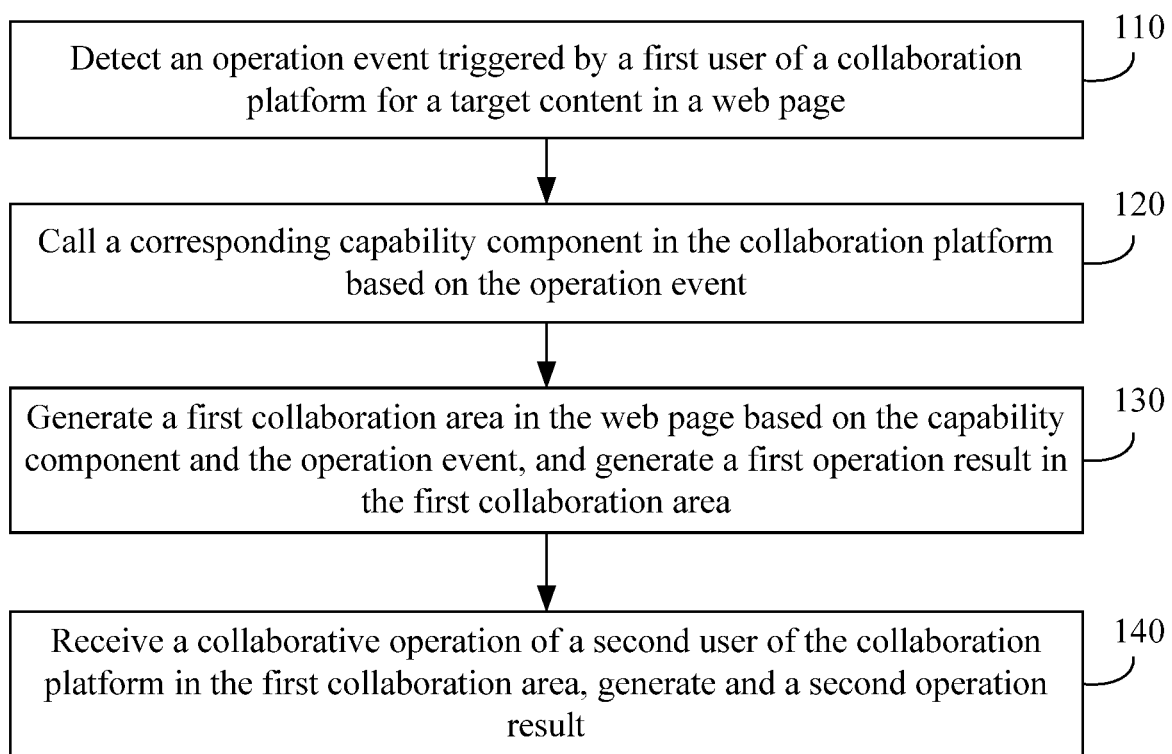 110
Detect an operation event triggered by a first user of a collaboration
platform for a target content in a web page
120
Call a corresponding capability component in the collaboration platform
based on the operation event
130
Generate a first collaboration area in the web page based on the capability
component and the operation event, and generate a first operation result in
the first collaboration area
140
Receive a collaborative operation of a second user of the collaboration
platform in the first collaboration area, generate and a second operation
result